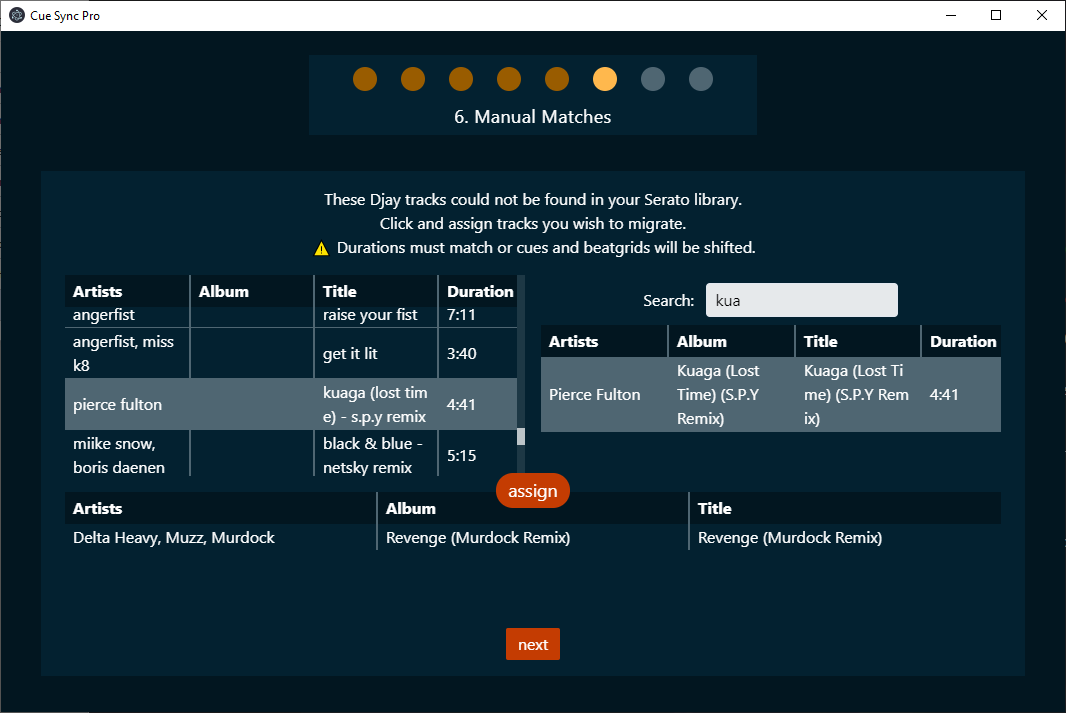 Cue Sync Pro
6. Manual Matches
These Djay tracks could not be found in your Serato library.
Click and assign tracks you wish to migrate.
Durations must match or cues and beatgrids will be shifted.
Artists Album Title Duration
angerfist raise your fist 7:11
angerfist, miss
k8
get it lit 3:40
pierce fulton
kuaga (lost tim
e) - s.p.y remix
4:41
miike snow,
boris daenen
black & blue -
netsky remix
5:15
Search: kua
Artists Album Title Duration
Pierce Fulton
Kuaga (Lost
Time) (S.P.Y
Remix)
Kuaga (Lost Ti
me) (S.P.Y Rem
ix)
4:41
assign
Artists Album Title
Delta Heavy, Muzz, Murdock Revenge (Murdock Remix) Revenge (Murdock Remix)
next